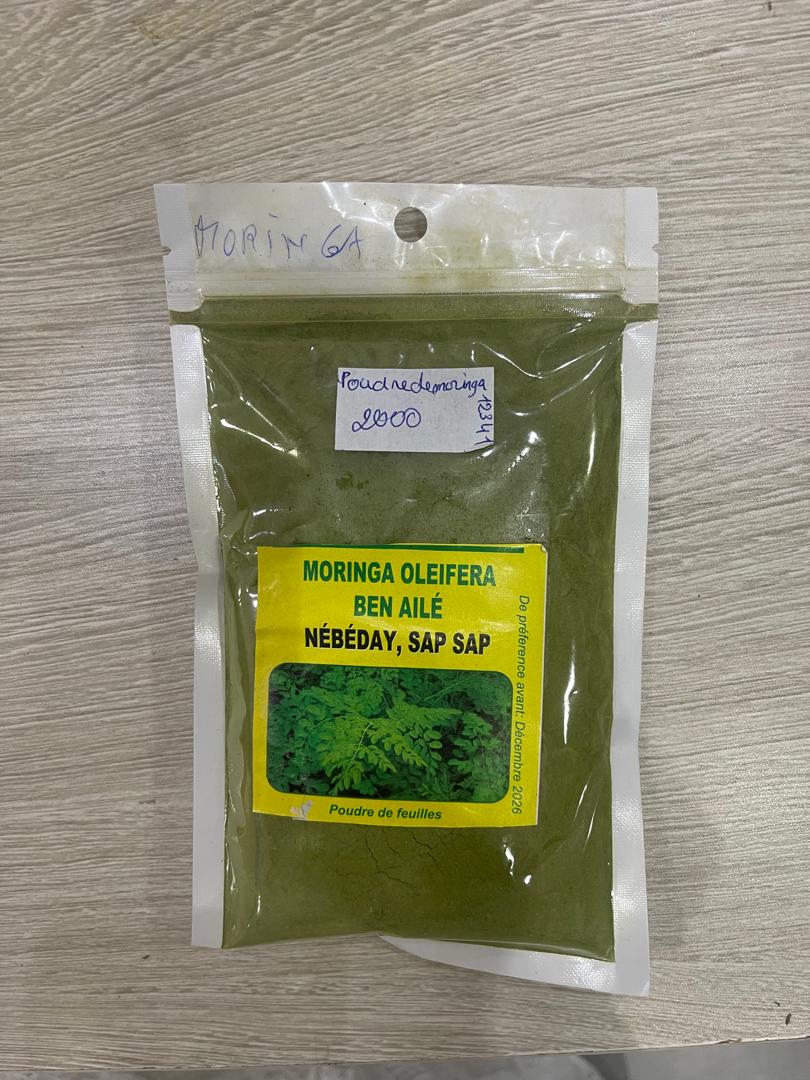 MORINGA
Poudredemoringa
2000
12341
MORINGA OLEIFERA
BEN AILÉ
NÉBÉDAY, SAP SAP
De préférence avant: Décembre 2026
Poudre de feuilles